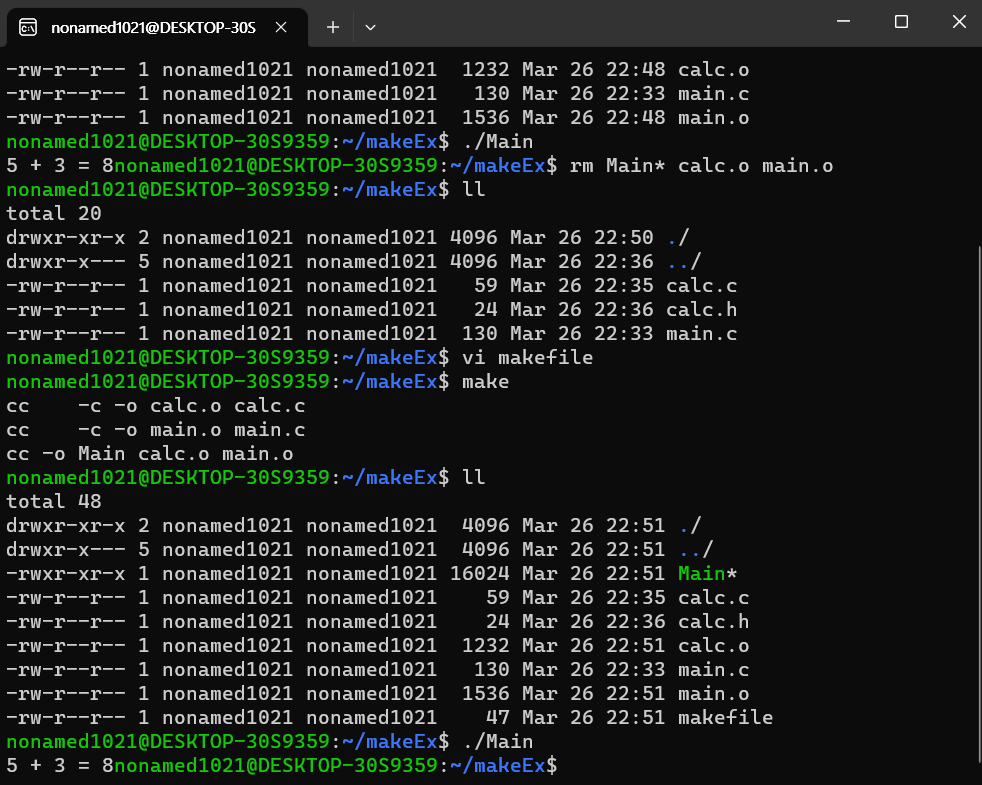 nonamed1021@DESKTOP-30S
-rw-r--r-- 1 nonamed1021 nonamed1021  1232 Mar 26 22:48 calc.o
-rw-r--r-- 1 nonamed1021 nonamed1021   130 Mar 26 22:33 main.c
-rw-r--r-- 1 nonamed1021 nonamed1021  1536 Mar 26 22:48 main.o
nonamed1021@DESKTOP-30S9359:~/makeEx$ ./Main
5 + 3 = 8nonamed1021@DESKTOP-30S9359:~/makeEx$ rm Main* calc.o main.o
nonamed1021@DESKTOP-30S9359:~/makeEx$ ll
total 20
drwxr-xr-x 2 nonamed1021 nonamed1021 4096 Mar 26 22:50 ./
drwxr-x--- 5 nonamed1021 nonamed1021 4096 Mar 26 22:36 ../
-rw-r--r-- 1 nonamed1021 nonamed1021   59 Mar 26 22:35 calc.c
-rw-r--r-- 1 nonamed1021 nonamed1021   24 Mar 26 22:36 calc.h
-rw-r--r-- 1 nonamed1021 nonamed1021  130 Mar 26 22:33 main.c
nonamed1021@DESKTOP-30S9359:~/makeEx$ vi makefile
nonamed1021@DESKTOP-30S9359:~/makeEx$ make
cc    -c -o calc.o calc.c
cc    -c -o main.o main.c
cc -o Main calc.o main.o
nonamed1021@DESKTOP-30S9359:~/makeEx$ ll
total 48
drwxr-xr-x 2 nonamed1021 nonamed1021  4096 Mar 26 22:51 ./
drwxr-x--- 5 nonamed1021 nonamed1021  4096 Mar 26 22:51 ../
-rwxr-xr-x 1 nonamed1021 nonamed1021 16024 Mar 26 22:51 Main*
-rw-r--r-- 1 nonamed1021 nonamed1021    59 Mar 26 22:35 calc.c
-rw-r--r-- 1 nonamed1021 nonamed1021    24 Mar 26 22:36 calc.h
-rw-r--r-- 1 nonamed1021 nonamed1021  1232 Mar 26 22:51 calc.o
-rw-r--r-- 1 nonamed1021 nonamed1021   130 Mar 26 22:33 main.c
-rw-r--r-- 1 nonamed1021 nonamed1021  1536 Mar 26 22:51 main.o
-rw-r--r-- 1 nonamed1021 nonamed1021    47 Mar 26 22:51 makefile
nonamed1021@DESKTOP-30S9359:~/makeEx$ ./Main
5 + 3 = 8nonamed1021@DESKTOP-30S9359:~/makeEx$